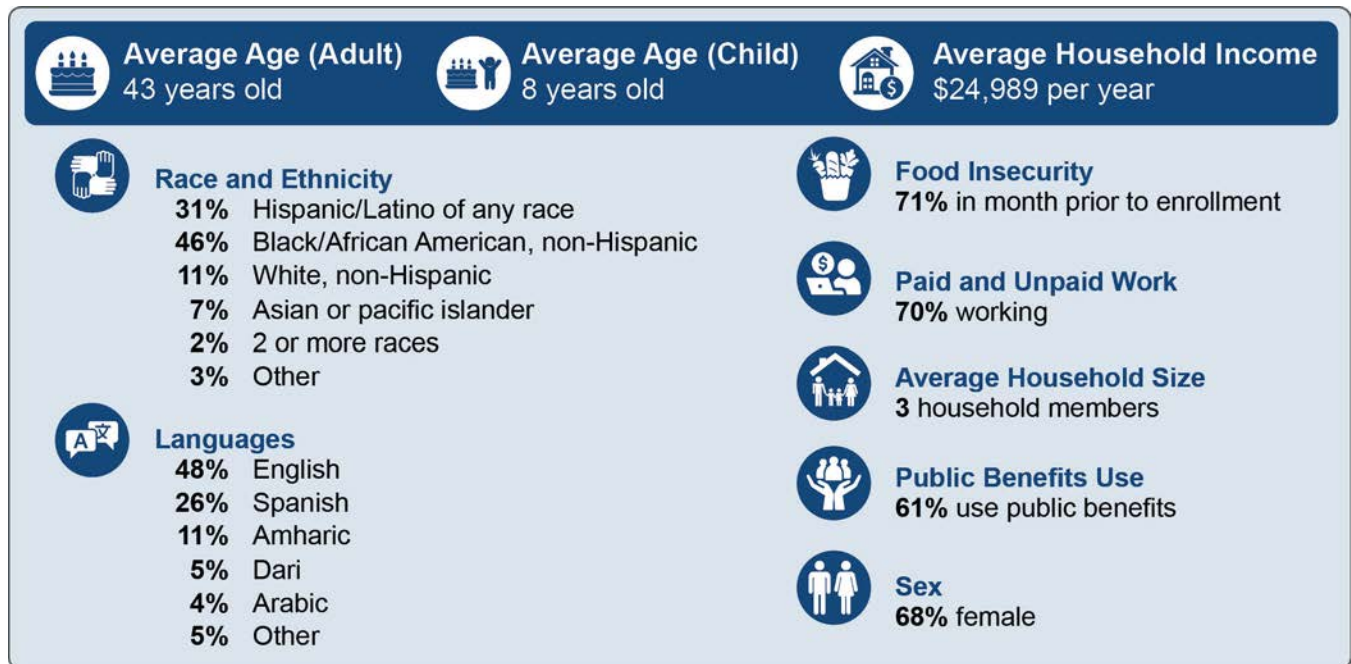 Average Age (Adult)
43 years old
Average Age (Child)
8 years old
Average Household Income
$24,989 per year
Race and Ethnicity
31% Hispanic/Latino of any race
46% Black/African American, non-Hispanic
11% White, non-Hispanic
7% Asian or pacific islander
2% 2 or more races
3% Other
A 文
Languages
48% English
26% Spanish
11% Amharic
5% Dari
4% Arabic
5% Other
Food Insecurity
71% in month prior to enrollment
Paid and Unpaid Work
70% working
Average Household Size
3 household members
Public Benefits Use
61% use public benefits
Sex
68% female